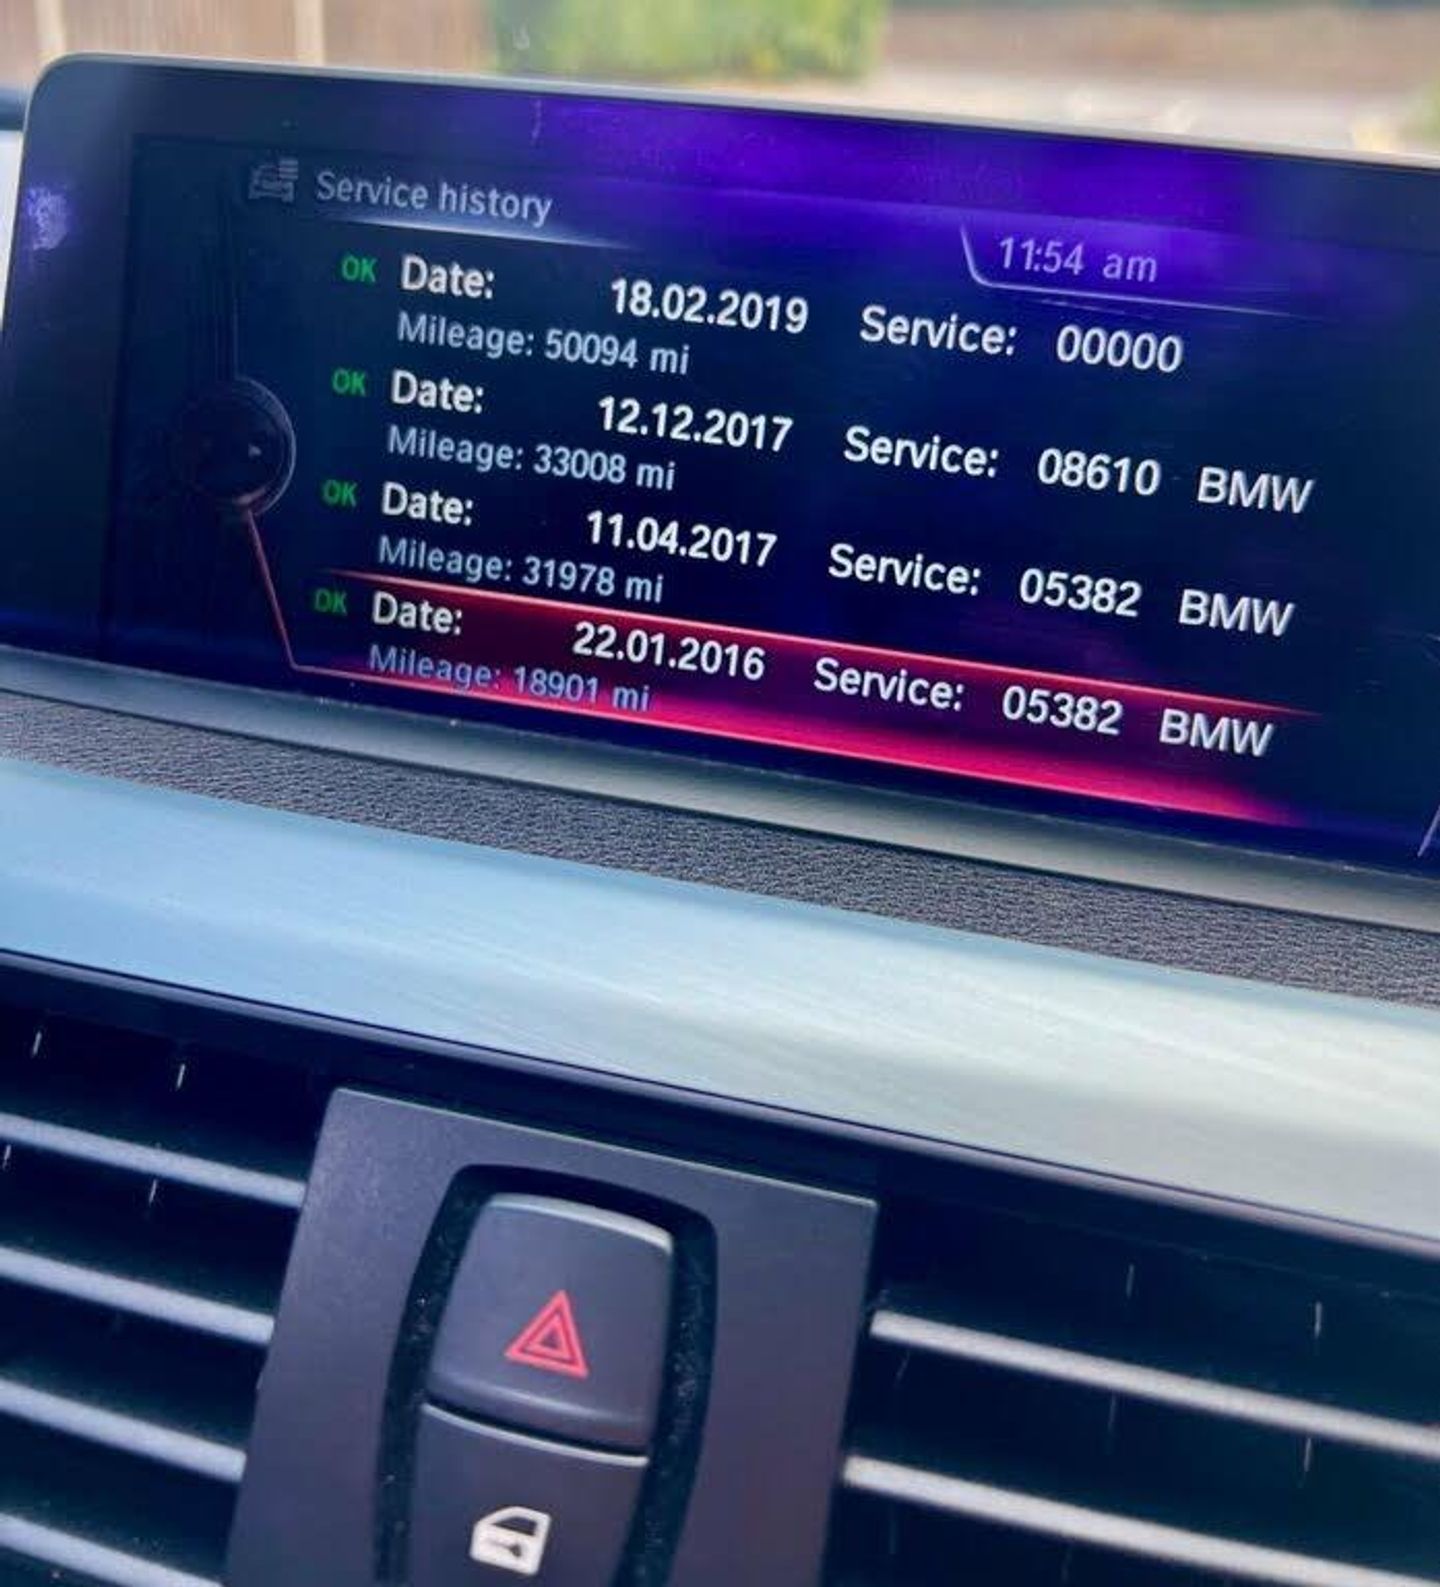 Service history
11:54 am
OK Date: 18.02.2019 Service: 00000
Mileage: 50094 mi
OK Date: 12.12.2017 Service: 08610 BMW
Mileage: 33008 mi
OK Date: 11.04.2017 Service: 05382 BMW
Mileage: 31978 mi
OK Date: 22.01.2016 Service: 05382 BMW
Mileage: 18901 mi